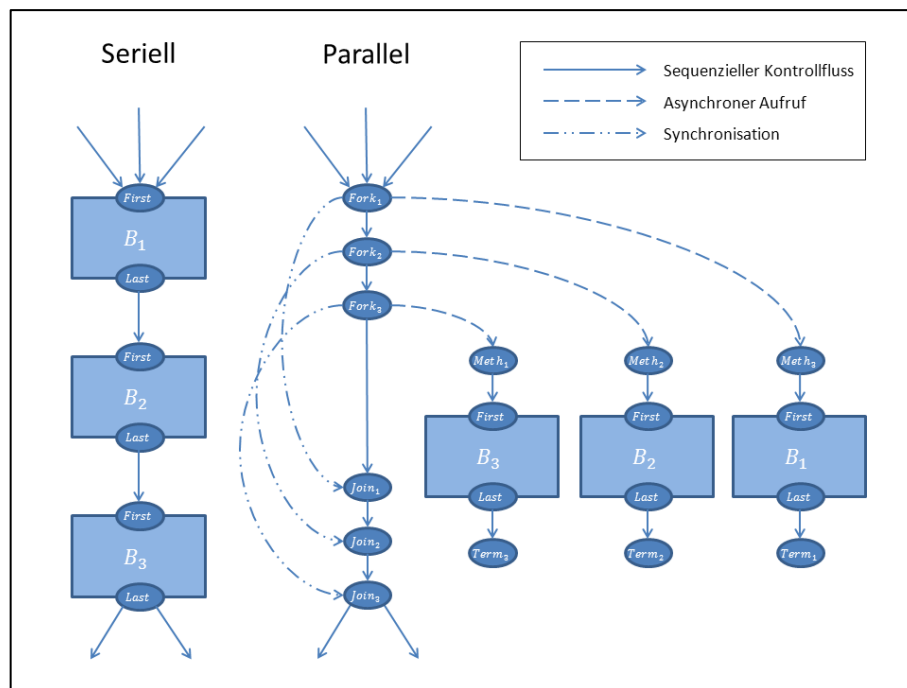 Seriell
Parallel
Sequenzieller Kontrollfluss
Asynchroner Aufruf
Synchronisation
First
B₁
Last
First
B₂
Last
First
B₃
Last
Fork₁
Fork₂
Fork₃
Join₁
Join₂
Join₃
Meth₁
First
B₃
Last
Term₃
Meth₂
First
B₂
Last
Term₂
Meth₃
First
B₁
Last
Term₁